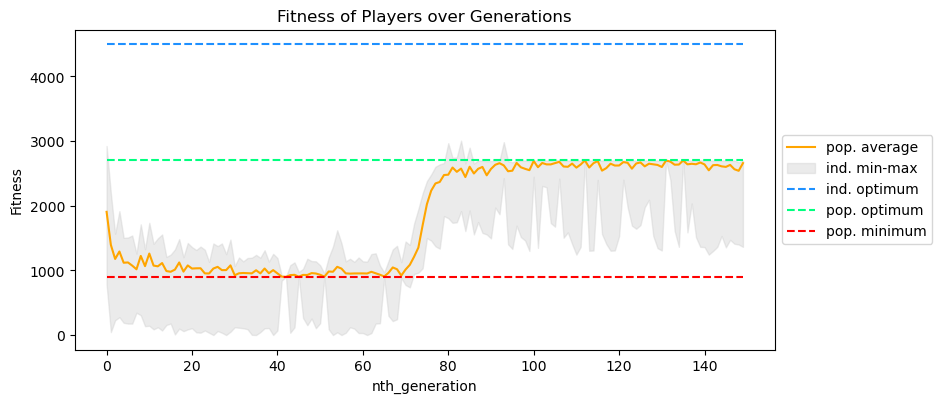 Fitness of Players over Generations
Fitness
4000
3000
2000
1000
0
0 20 40 60 80 100 120 140
nth_generation
pop. average
ind. min-max
ind. optimum
pop. optimum
pop. minimum